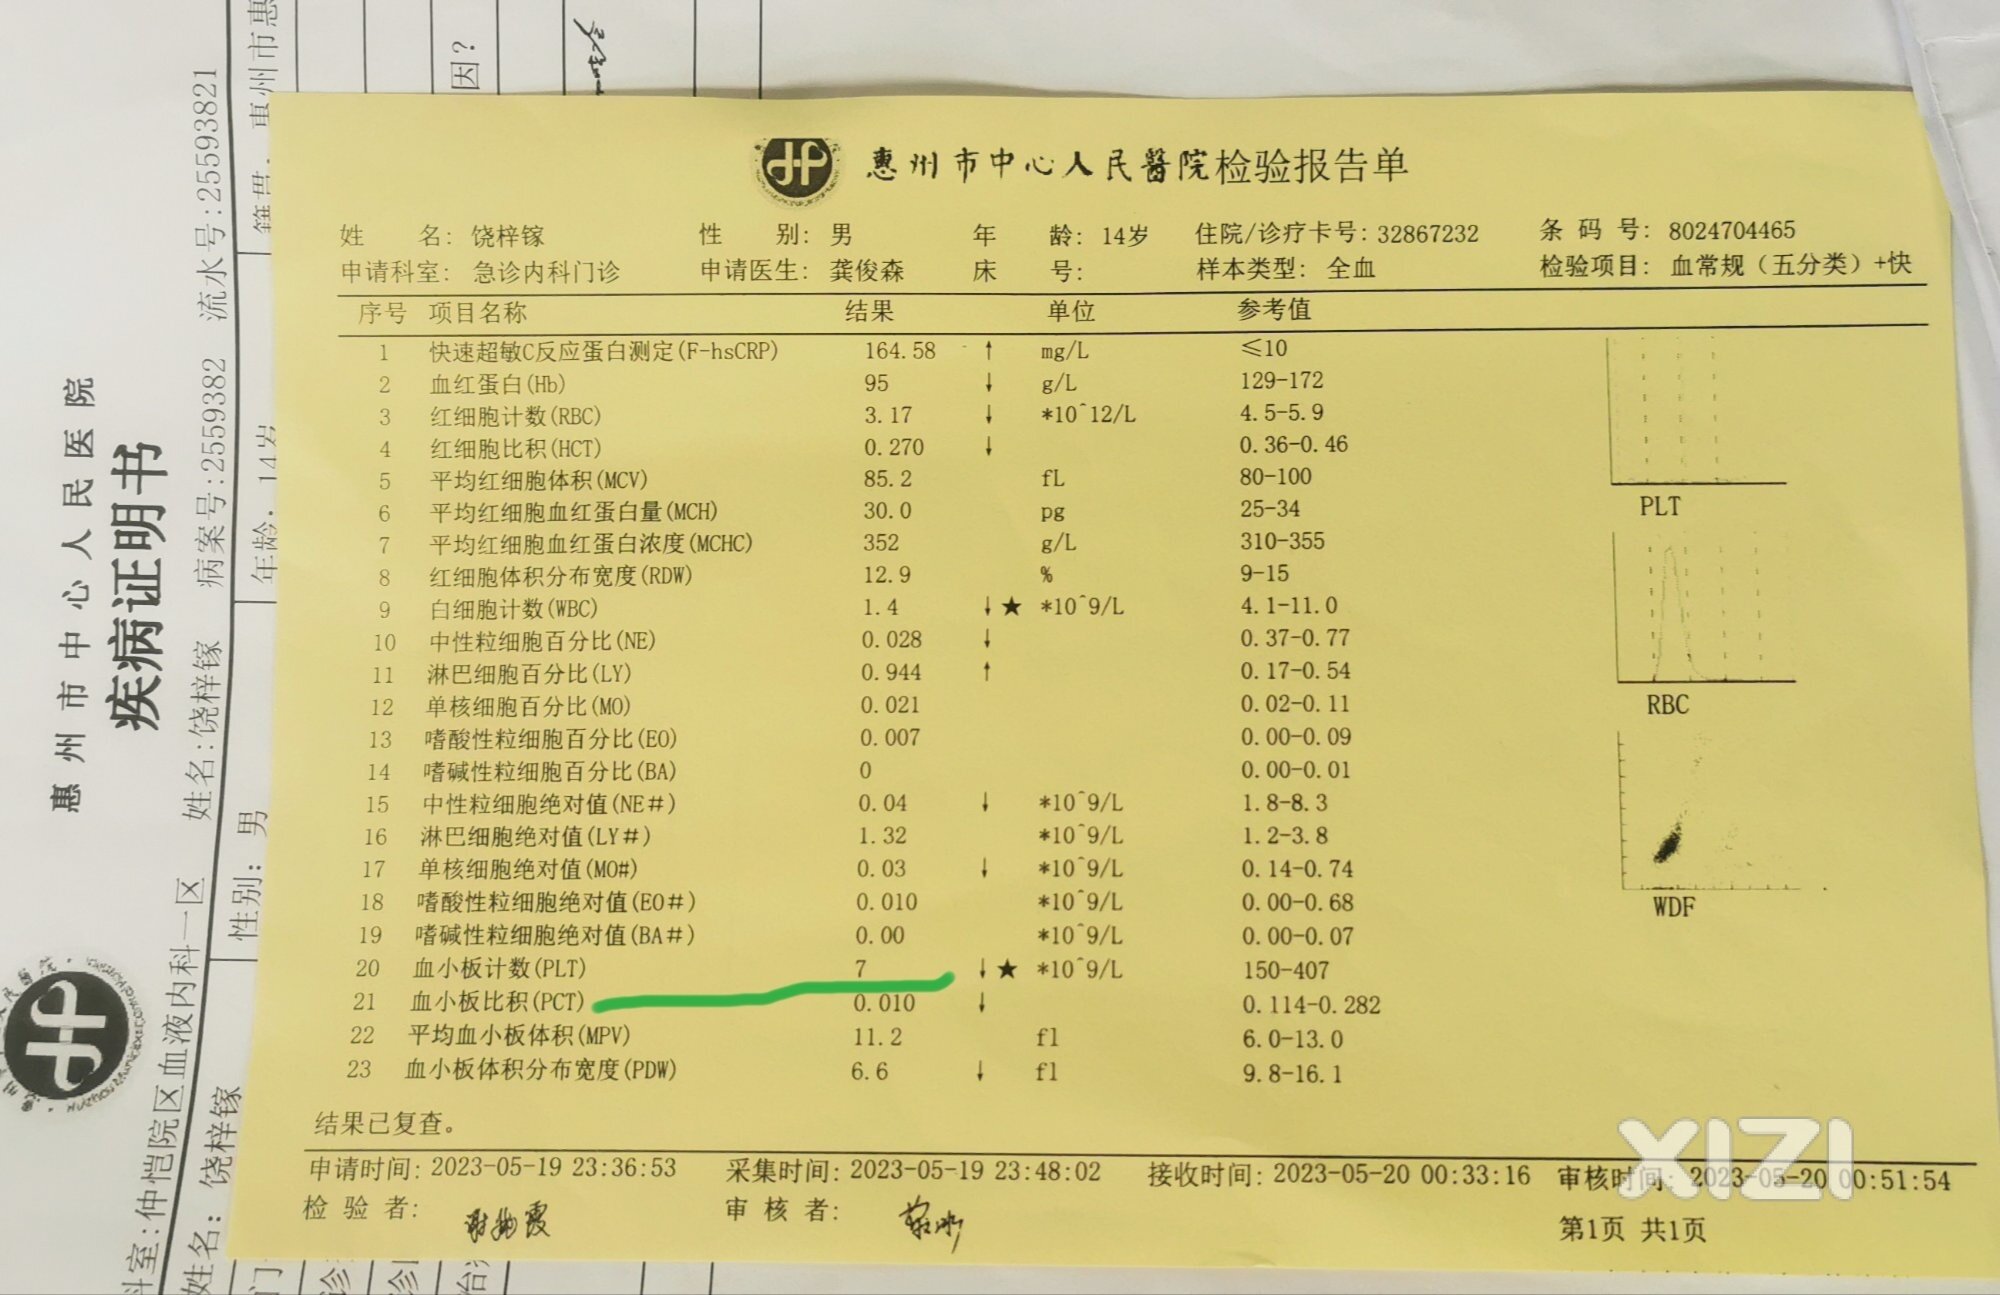 惠州市中心人民醫院检验报告单
姓 名: 饶梓镓 性 别: 男 年 龄: 14岁 住院/诊疗卡号: 32867232 条 码 号: 8024704465
申请科室: 急诊内科门诊 申请医生: 龚俊森 床 号: 样本类型: 全血 检验项目: 血常规（五分类）+快
序号 项目名称 结果 单位 参考值
1 快速超敏C反应蛋白测定(F-hsCRP) 164.58 ↑ mg/L ≤10
2 血红蛋白(Hb) 95 ↓ g/L 129-172
3 红细胞计数(RBC) 3.17 ↓ *10^12/L 4.5-5.9
4 红细胞比积(HCT) 0.270 ↓ 0.36-0.46
5 平均红细胞体积(MCV) 85.2 fL 80-100
6 平均红细胞血红蛋白量(MCH) 30.0 pg 25-34
7 平均红细胞血红蛋白浓度(MCHC) 352 g/L 310-355
8 红细胞体积分布宽度(RDW) 12.9 % 9-15
9 白细胞计数(WBC) 1.4 ↓★ *10^9/L 4.1-11.0
10 中性粒细胞百分比(NE) 0.028 ↓ 0.37-0.77
11 淋巴细胞百分比(LY) 0.944 ↑ 0.17-0.54
12 单核细胞百分比(MO) 0.021 0.02-0.11
13 嗜酸性粒细胞百分比(EO) 0.007 0.00-0.09
14 嗜碱性粒细胞百分比(BA) 0 0.00-0.01
15 中性粒细胞绝对值(NE#) 0.04 ↓ *10^9/L 1.8-8.3
16 淋巴细胞绝对值(LY#) 1.32 *10^9/L 1.2-3.8
17 单核细胞绝对值(MO#) 0.03 ↓ *10^9/L 0.14-0.74
18 嗜酸性粒细胞绝对值(EO#) 0.010 *10^9/L 0.00-0.68
19 嗜碱性粒细胞绝对值(BA#) 0.00 *10^9/L 0.00-0.07
20 血小板计数(PLT) 7 ↓★ *10^9/L 150-407
21 血小板比积(PCT) 0.010 ↓ 0.114-0.282
22 平均血小板体积(MPV) 11.2 fl 6.0-13.0
23 血小板体积分布宽度(PDW) 6.6 ↓ fl 9.8-16.1
PLT
RBC
WDF
结果已复查。
申请时间: 2023-05-19 23:36:53 采集时间: 2023-05-19 23:48:02 接收时间: 2023-05-20 00:33:16 审核时间: 2023-05-20 00:51:54
检 验 者: 审 核 者:
第1页 共1页
XIZI
惠州市中心人民医院
疾病证明书
科室:仲恺院区血液内科一区 姓名:饶梓镓 病案号:2559382 流水号:25593821
姓名: 饶梓镓 性别: 男 年龄: 14岁 惠州市惠
因?